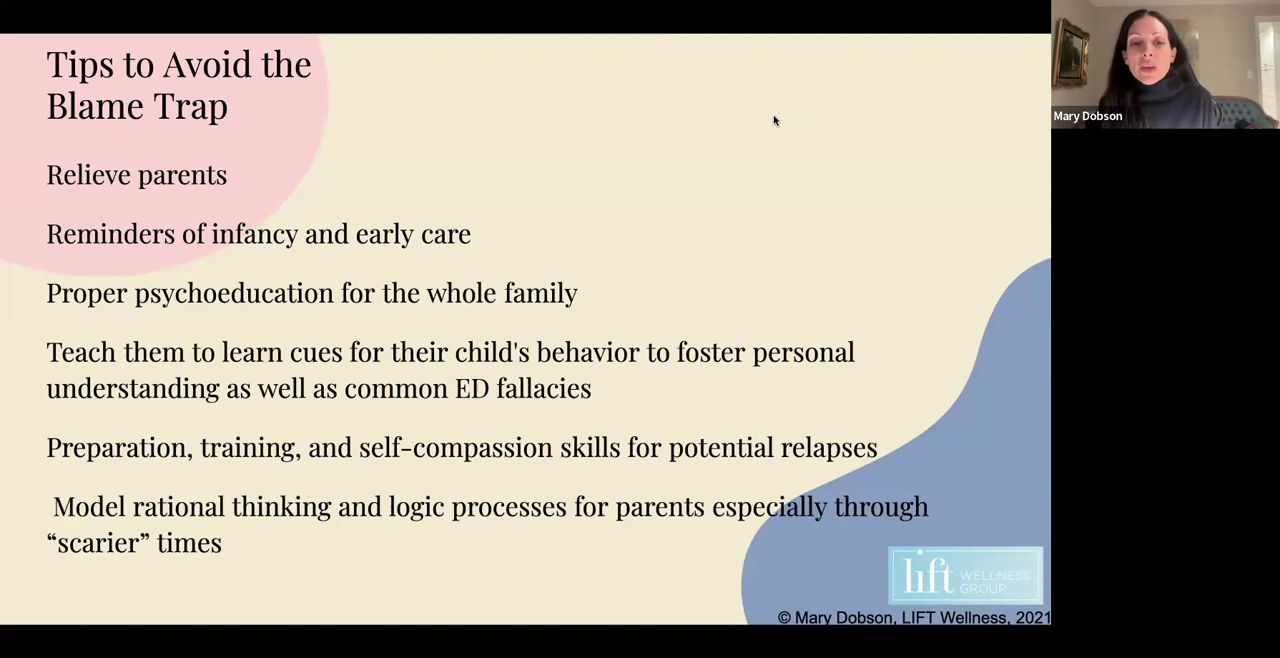 Tips to Avoid the
Blame Trap
Relieve parents
Reminders of infancy and early care
Proper psychoeducation for the whole family
Teach them to learn cues for their child's behavior to foster personal
understanding as well as common ED fallacies
Preparation, training, and self-compassion skills for potential relapses
Model rational thinking and logic processes for parents especially through
“scarier” times
lift WELLNESS
GROUP
© Mary Dobson, LIFT Wellness, 2021
Mary Dobson